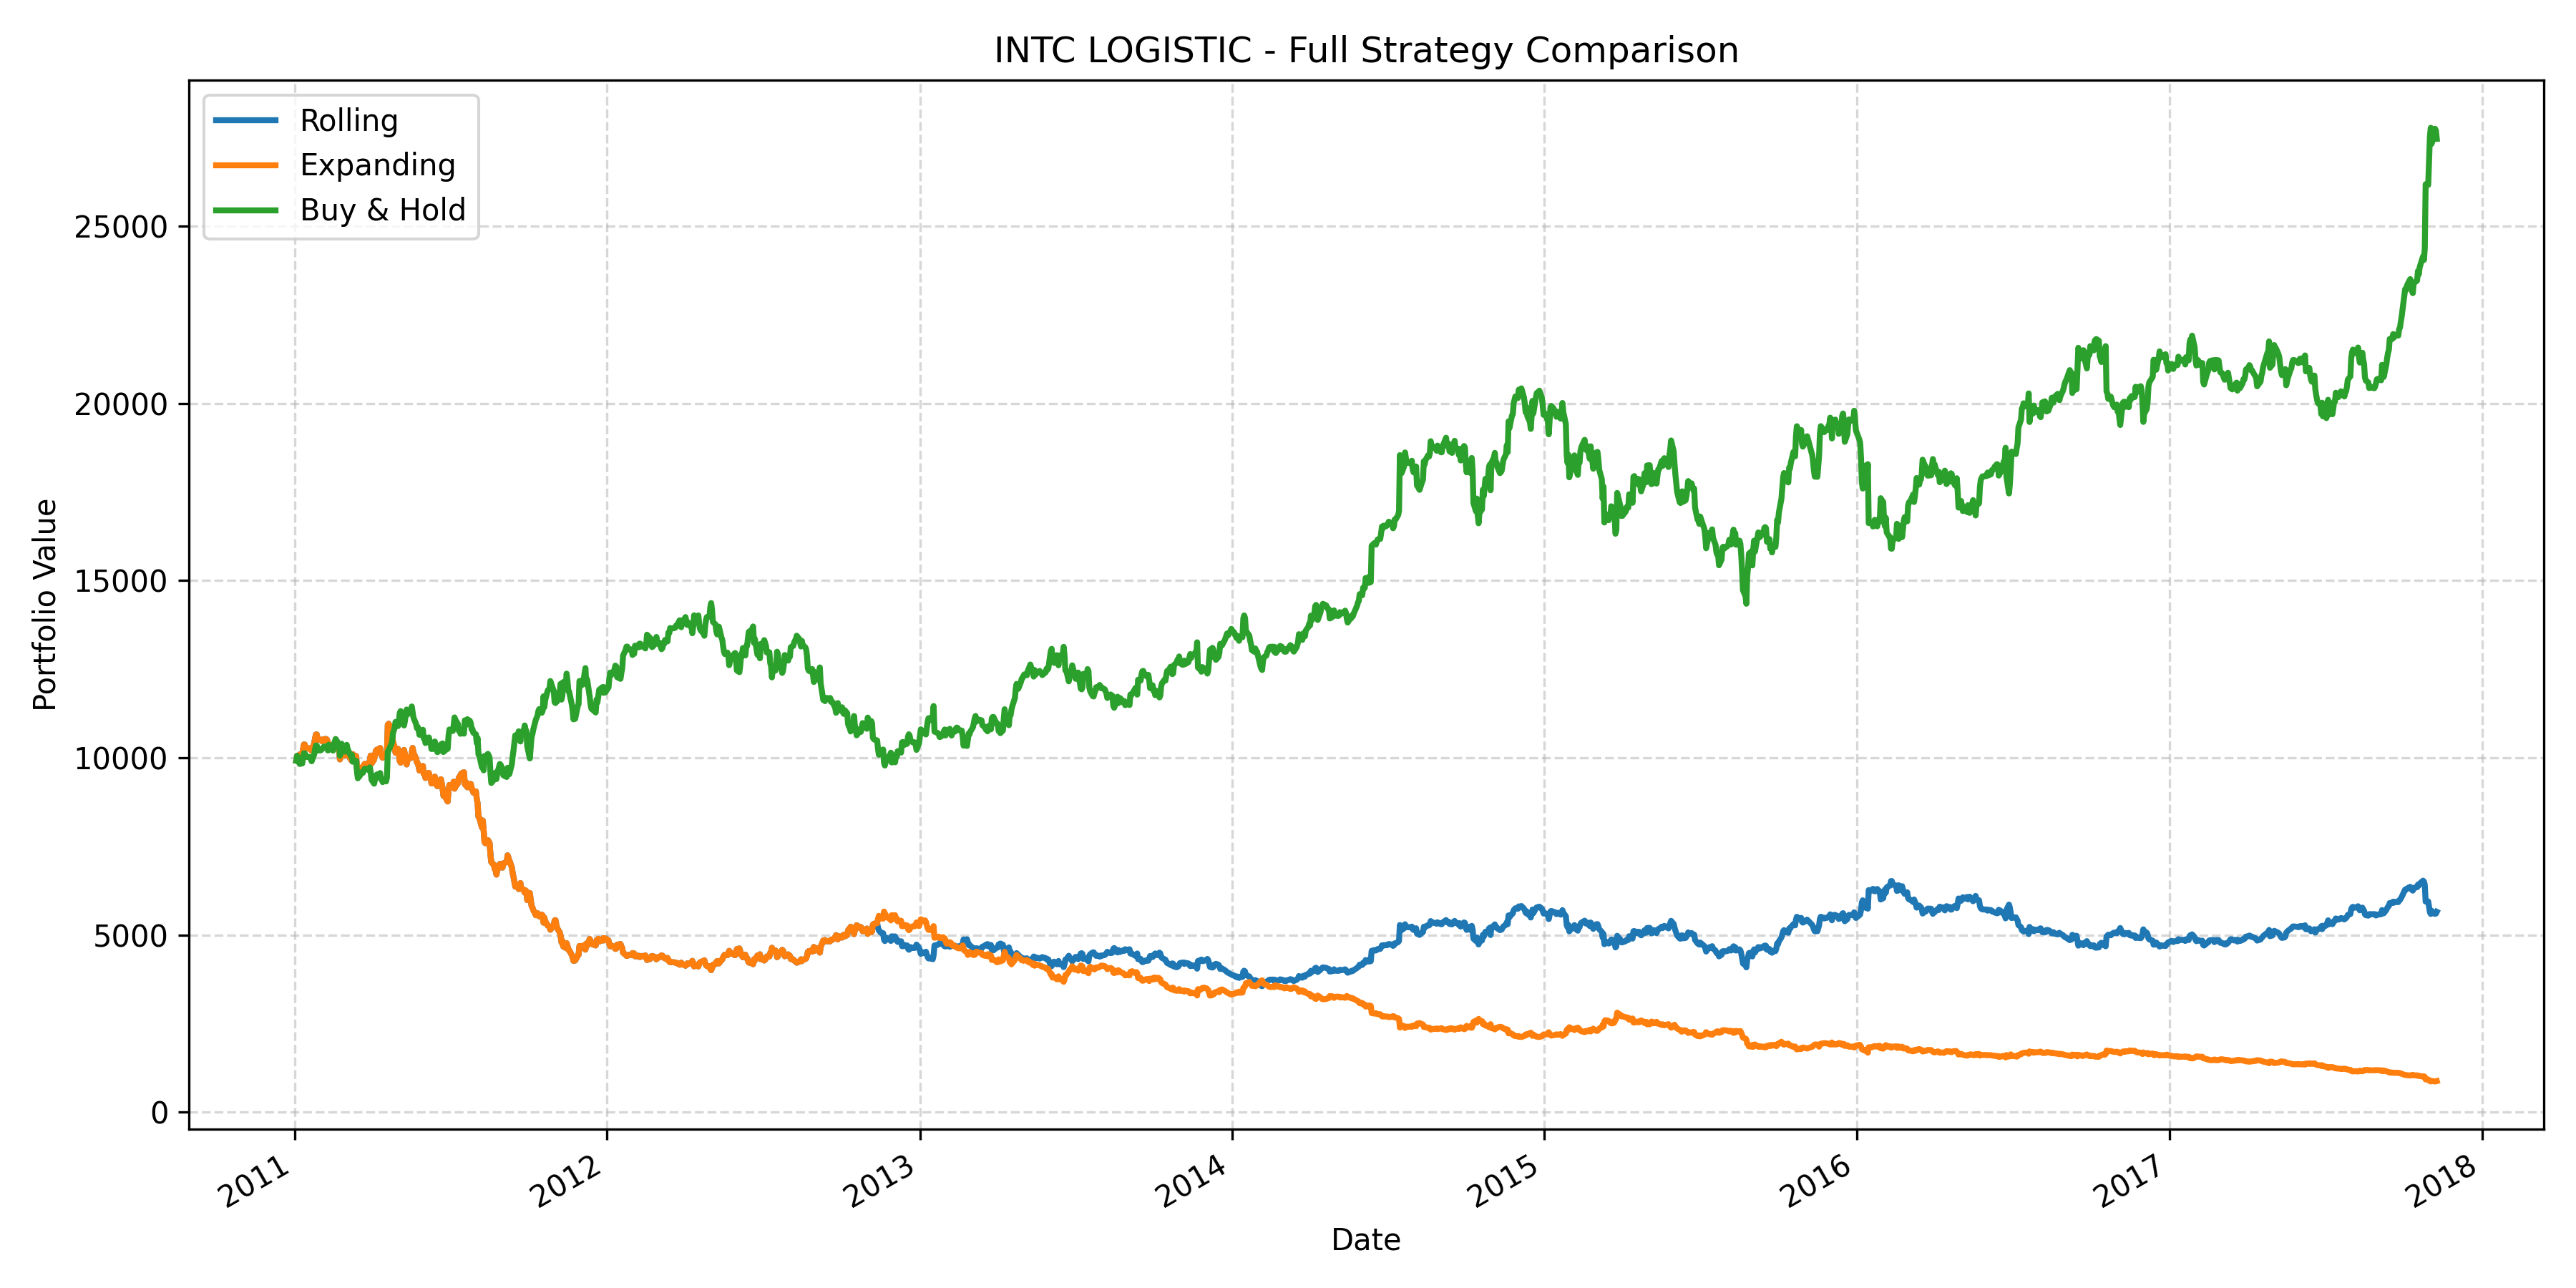 INTC LOGISTIC - Full Strategy Comparison
Rolling
Expanding
Buy & Hold
Portfolio Value
25000
20000
15000
10000
5000
0
2011 2012 2013 2014 2015 2016 2017 2018
Date